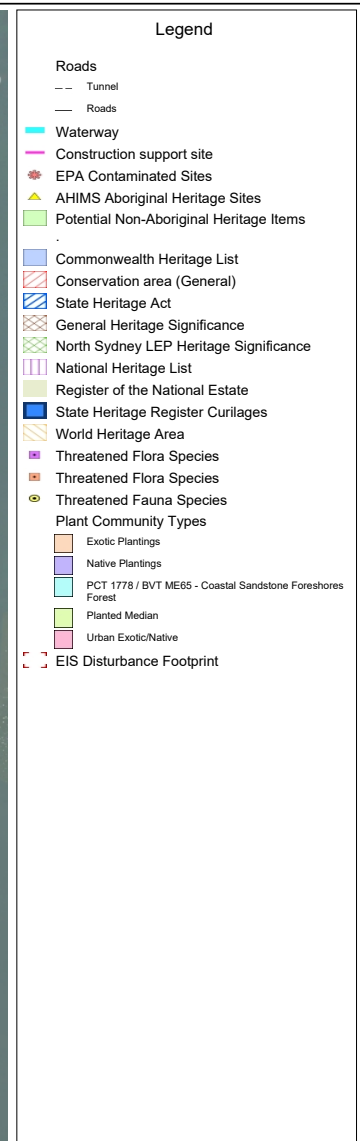 Legend
Roads
Tunnel
Roads
Waterway
Construction support site
EPA Contaminated Sites
AHIMS Aboriginal Heritage Sites
Potential Non-Aboriginal Heritage Items
.
Commonwealth Heritage List
Conservation area (General)
State Heritage Act
General Heritage Significance
North Sydney LEP Heritage Significance
National Heritage List
Register of the National Estate
State Heritage Register Curilages
World Heritage Area
Threatened Flora Species
Threatened Flora Species
Threatened Fauna Species
Plant Community Types
Exotic Plantings
Native Plantings
PCT 1778 / BVT ME65 - Coastal Sandstone Foreshores
Forest
Planted Median
Urban Exotic/Native
EIS Disturbance Footprint